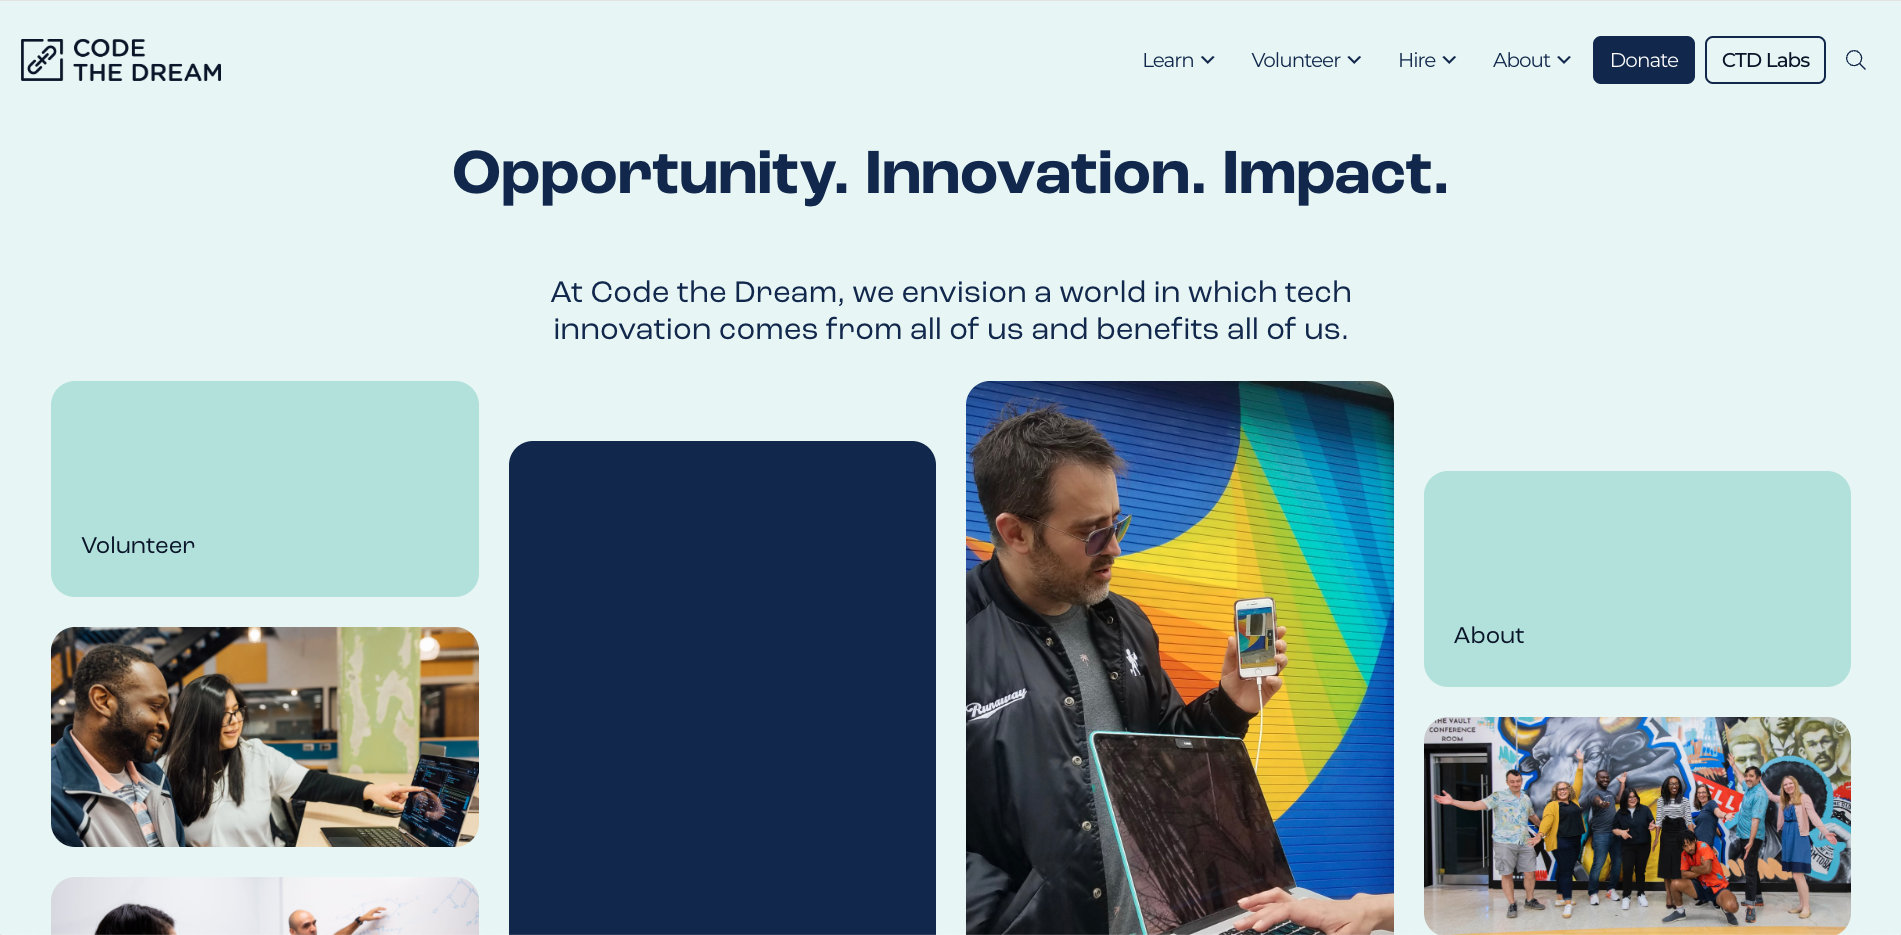 CODE
THE DREAM
Learn
Volunteer
Hire
About
Donate
CTD Labs
Opportunity. Innovation. Impact.
At Code the Dream, we envision a world in which tech
innovation comes from all of us and benefits all of us.
Volunteer
Runaway
About
THE VAULT
CONFERENCE
ROOM